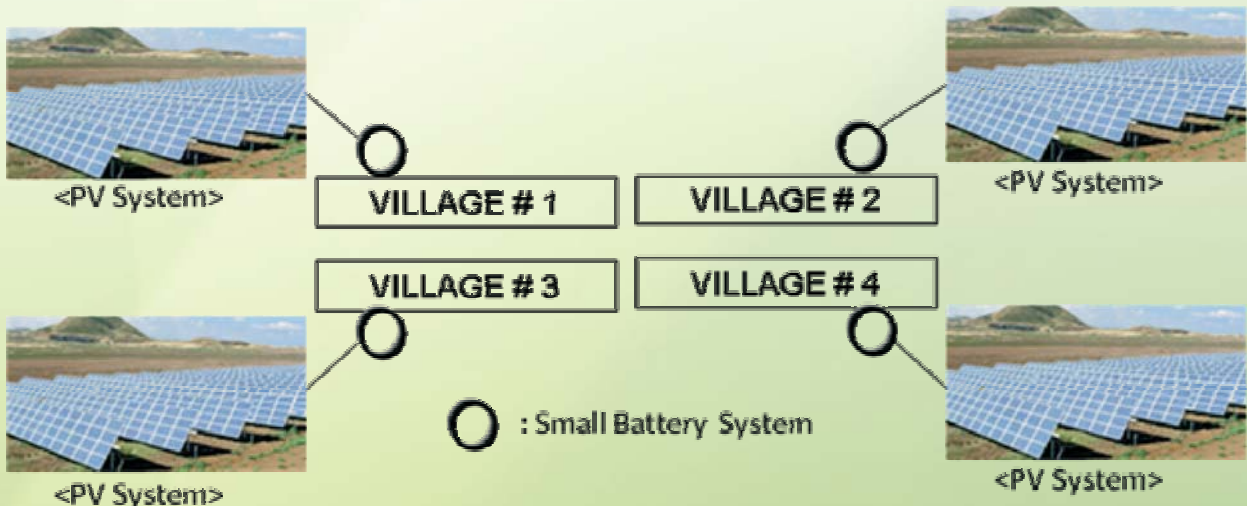 <PV System>
<PV System>
VILLAGE # 1
VILLAGE # 2
VILLAGE # 3
VILLAGE # 4
: Small Battery System
<PV System>
<PV System>